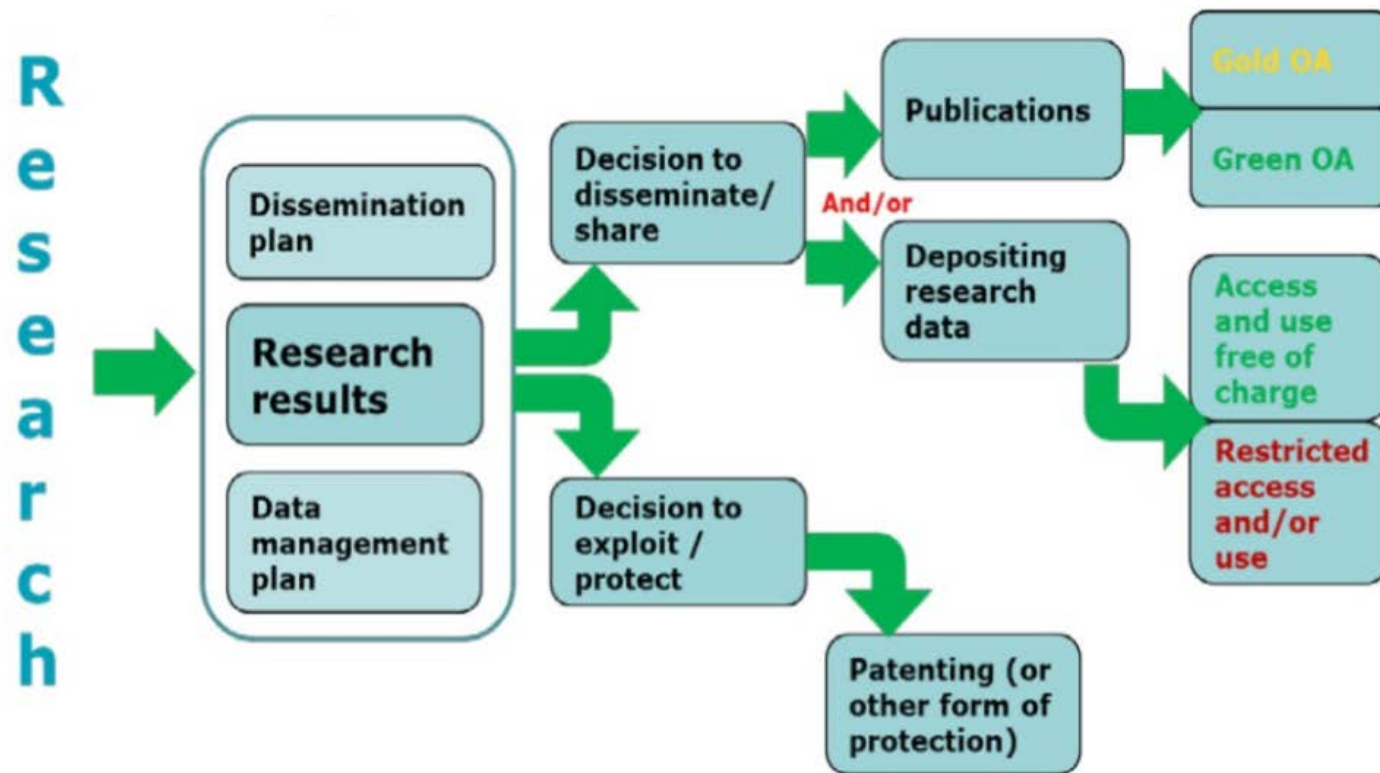 Research
Dissemination
plan
Research
results
Data
management
plan
Decision to
disseminate/
share
Decision to
exploit /
protect
And/or
Publications
Depositing
research
data
Patenting (or
other form of
protection)
Gold OA
Green OA
Access
and use
free of
charge
Restricted
access
and/or
use